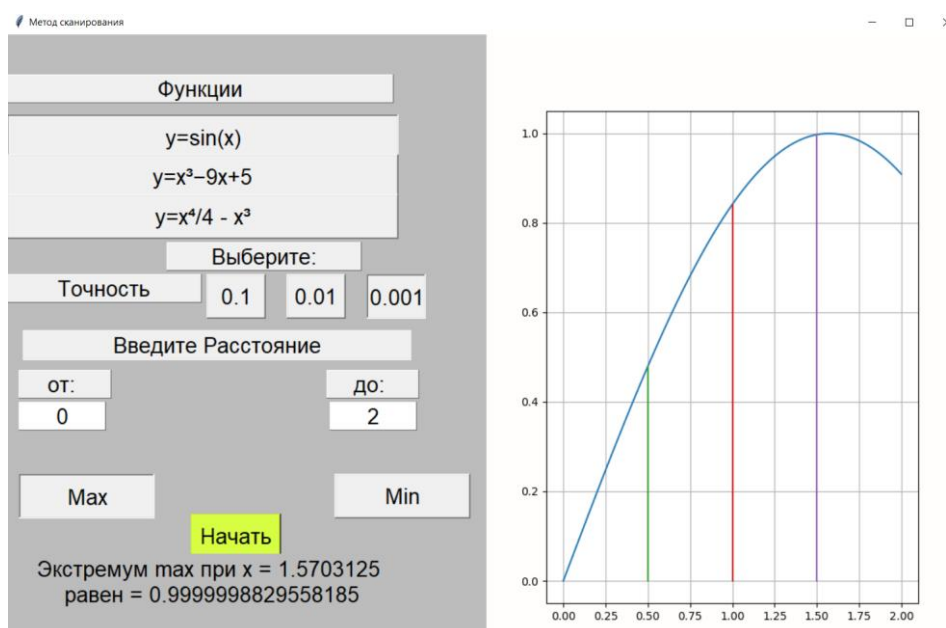 Метод сканирования
Функции
y=sin(x)
y=x³−9x+5
y=x⁴/4 - x³
Выберите:
Точность 0.1 0.01 0.001
Введите Расстояние
от: до:
0 2
Max Min
Начать
Экстремум max при x = 1.5703125
равен = 0.9999998829558185
1.0
0.8
0.6
0.4
0.2
0.0
0.00 0.25 0.50 0.75 1.00 1.25 1.50 1.75 2.00